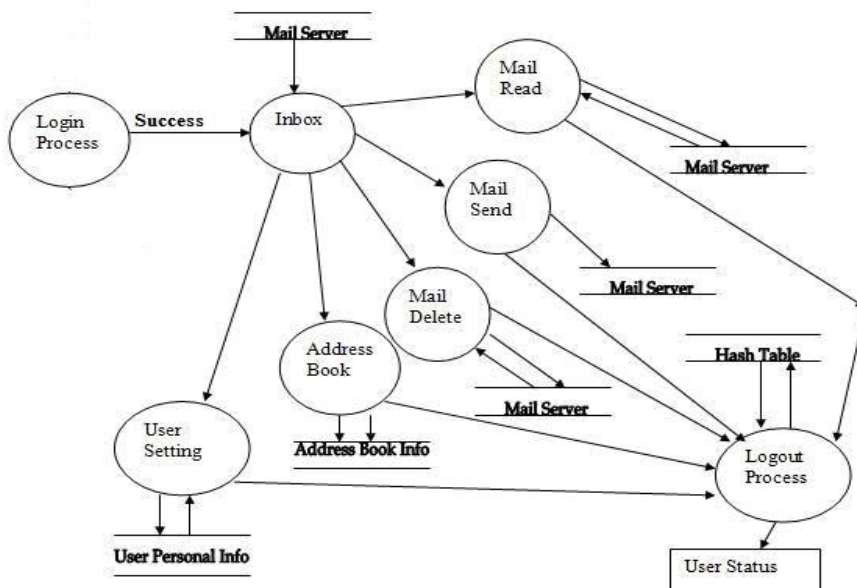 Mail Server
Mail
Read
Login
Process
Success
Inbox
Mail Server
Mail
Send
Mail Server
Mail
Delete
Address
Book
Mail Server
Hash Table
User
Setting
Address Book Info
Logout
Process
User Personal Info
User Status